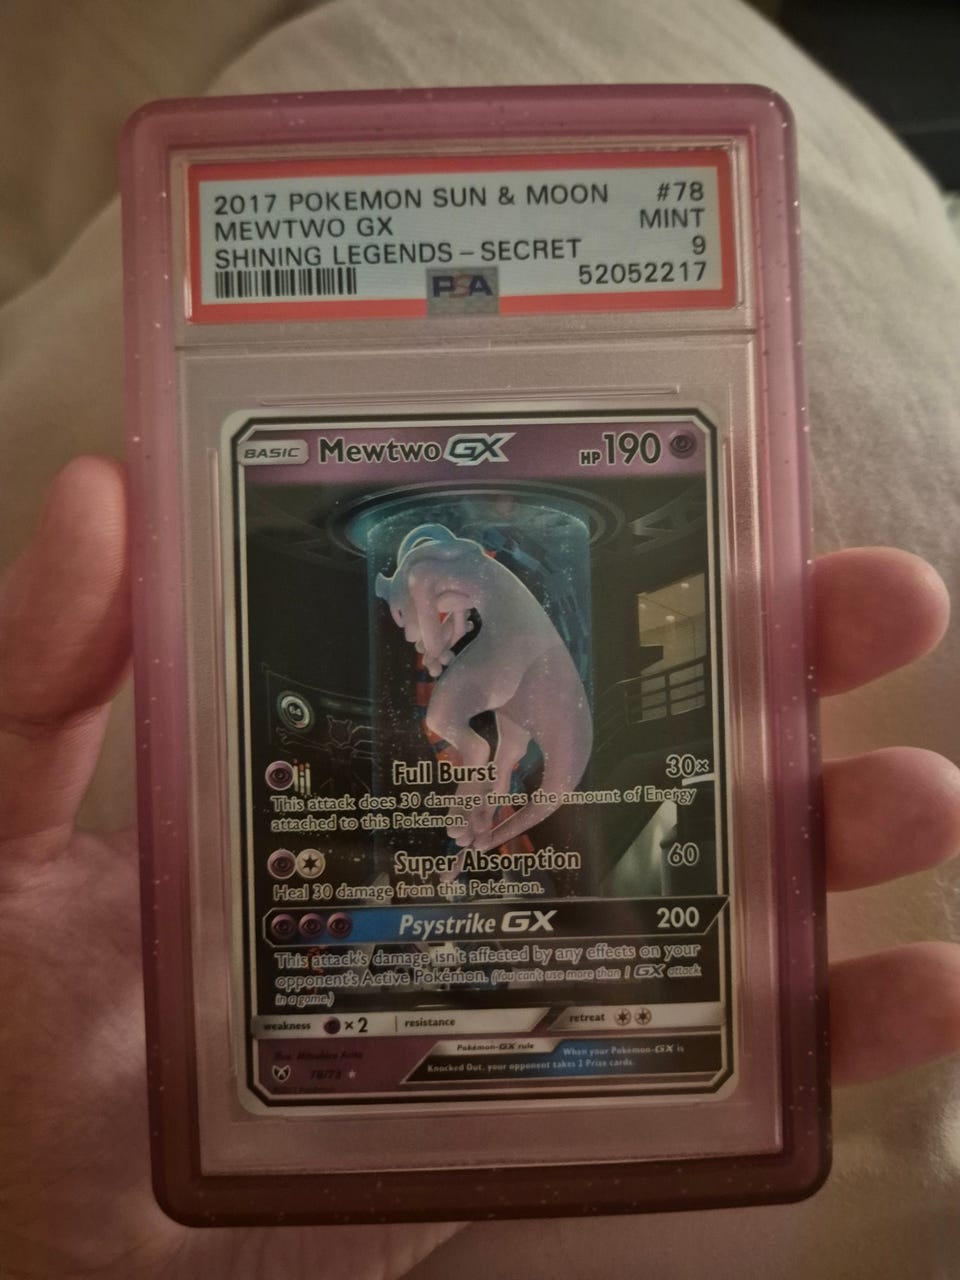 2017 POKEMON SUN & MOON #78
MEWTWO GX MINT
SHINING LEGENDS – SECRET 9
PSA 52052217
BASIC Mewtwo GX HP190
Full Burst 30×
This attack does 30 damage times the amount of Energy
attached to this Pokémon.
Super Absorption 60
Heal 30 damage from this Pokémon.
Psystrike GX 200
This attack's damage isn't affected by any effects on your
opponent's Active Pokémon. (You can't use more than 1 GX attack
in a game.)
weakness ×2 resistance retreat
Illus. Mitsuhiro Arita
Pokémon-GX rule When your Pokémon-GX is
Knocked Out, your opponent takes 2 Prize cards.
78/73